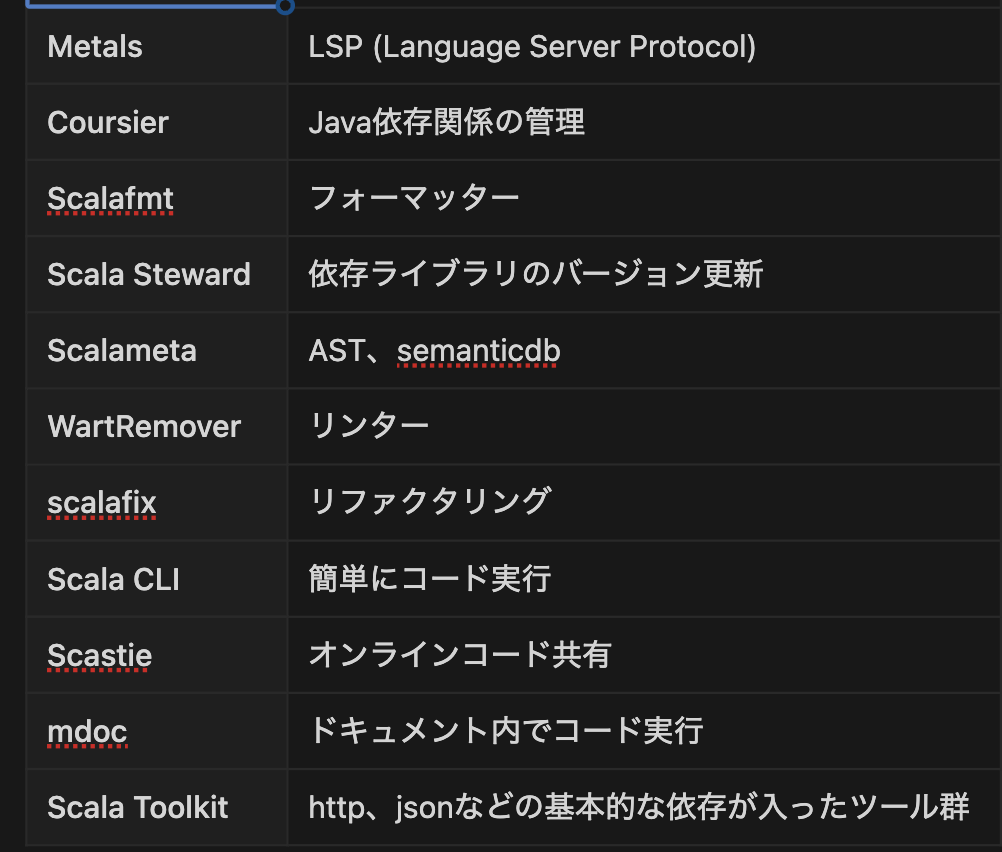 Metals LSP (Language Server Protocol)
Coursier Java依存関係の管理
Scalafmt フォーマッター
Scala Steward 依存ライブラリのバージョン更新
Scalameta AST、semanticdb
WartRemover リンター
scalafix リファクタリング
Scala CLI 簡単にコード実行
Scastie オンラインコード共有
mdoc ドキュメント内でコード実行
Scala Toolkit http、jsonなどの基本的な依存が入ったツール群